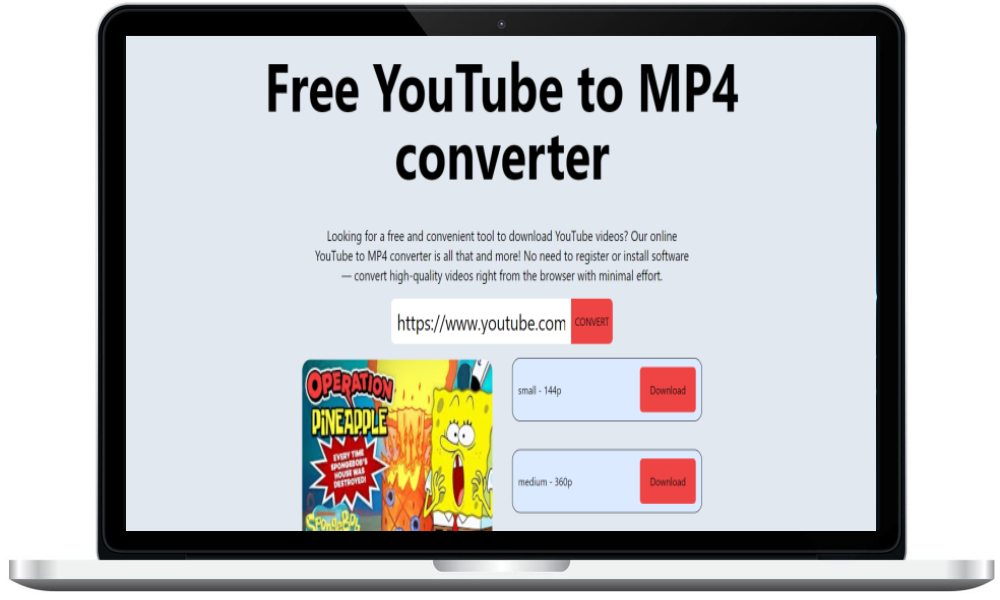 Free YouTube to MP4
converter
Looking for a free and convenient tool to download YouTube videos? Our online
YouTube to MP4 converter is all that and more! No need to register or install software
— convert high-quality videos right from the browser with minimal effort.
https://www.youtube.com
CONVERT
OPERATION
PINEAPPLE
EVERY TIME
SPONGEBOB'S
HOUSE WAS
DESTROYED!
SpongeBob
small - 144p
Download
medium - 360p
Download